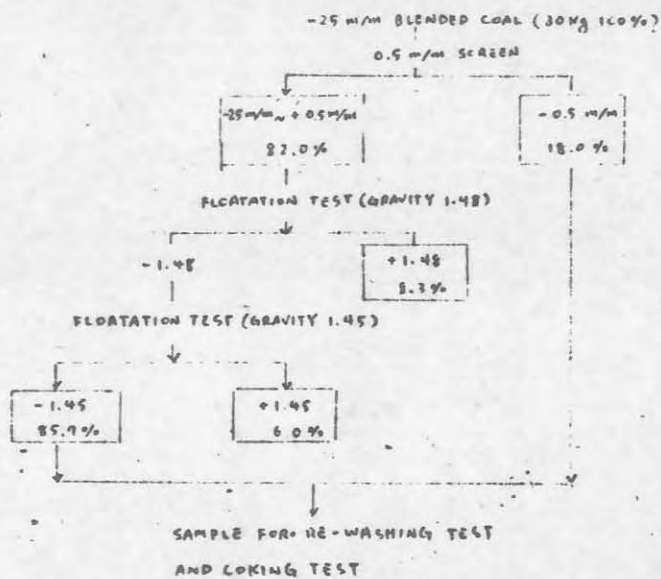 -25 m/m BLENDED COAL (30Kg 100%)
0.5 m/m SCREEN
-25 m/m ~ + 0.5 m/m
82.0%
- 0.5 m/m
18.0%
FLOATATION TEST (GRAVITY 1.48)
- 1.48
+ 1.48
8.3%
FLOATATION TEST (GRAVITY 1.45)
- 1.45
85.7%
+ 1.45
6.0%
SAMPLE FOR RE-WASHING TEST
AND COKING TEST